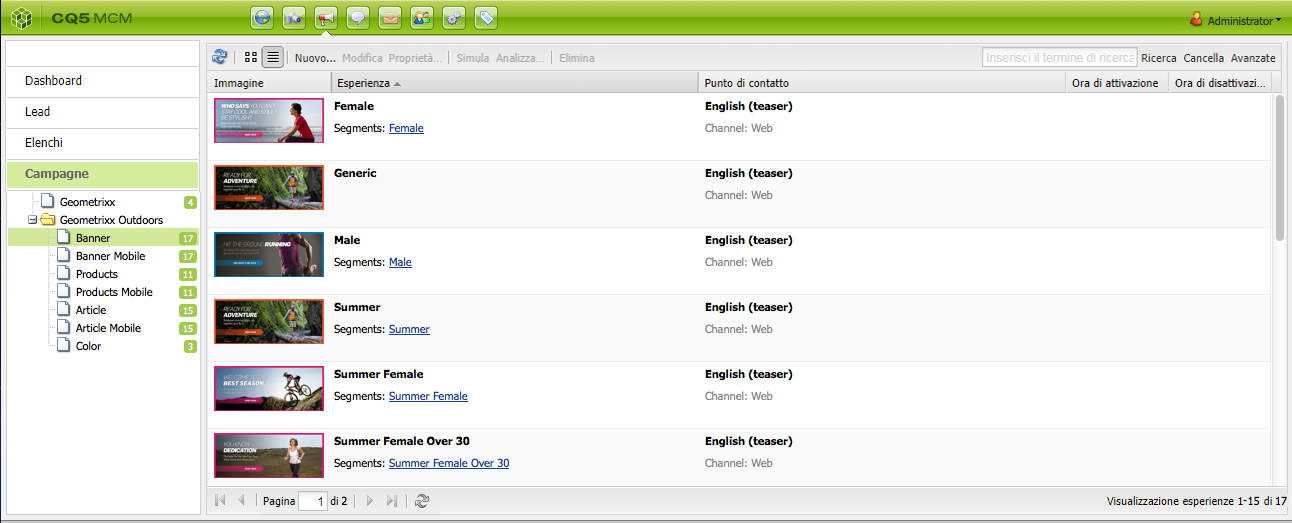 CQ5 MCM
Administrator
Dashboard
Lead
Elenchi
Campagne
Geometrixx 4
Geometrixx Outdoors
Banner 17
Banner Mobile 17
Products 11
Products Mobile 11
Article 15
Article Mobile 15
Color 3
Nuovo... Modifica Proprietà... Simula Analizza... Elimina Inserisci il termine di ricerca Ricerca Cancella Avanzate
Immagine Esperienza Punto di contatto Ora di attivazione Ora di disattivazi...
WHO SAYS YOU CAN'T
STAY COOL AND STILL
BE STYLISH?
Female English (teaser)
Segments: Female Channel: Web
READY FOR
ADVENTURE
Generic English (teaser)
Channel: Web
HIT THE GROUND RUNNING
Male English (teaser)
Segments: Male Channel: Web
READY FOR
ADVENTURE
Summer English (teaser)
Segments: Summer Channel: Web
WELCOME TO THE
BEST SEASON
Summer Female English (teaser)
Segments: Summer Female Channel: Web
YOU KNOW
DEDICATION
Summer Female Over 30 English (teaser)
Segments: Summer Female Over 30 Channel: Web
Pagina 1 di 2 Visualizzazione esperienze 1-15 di 17